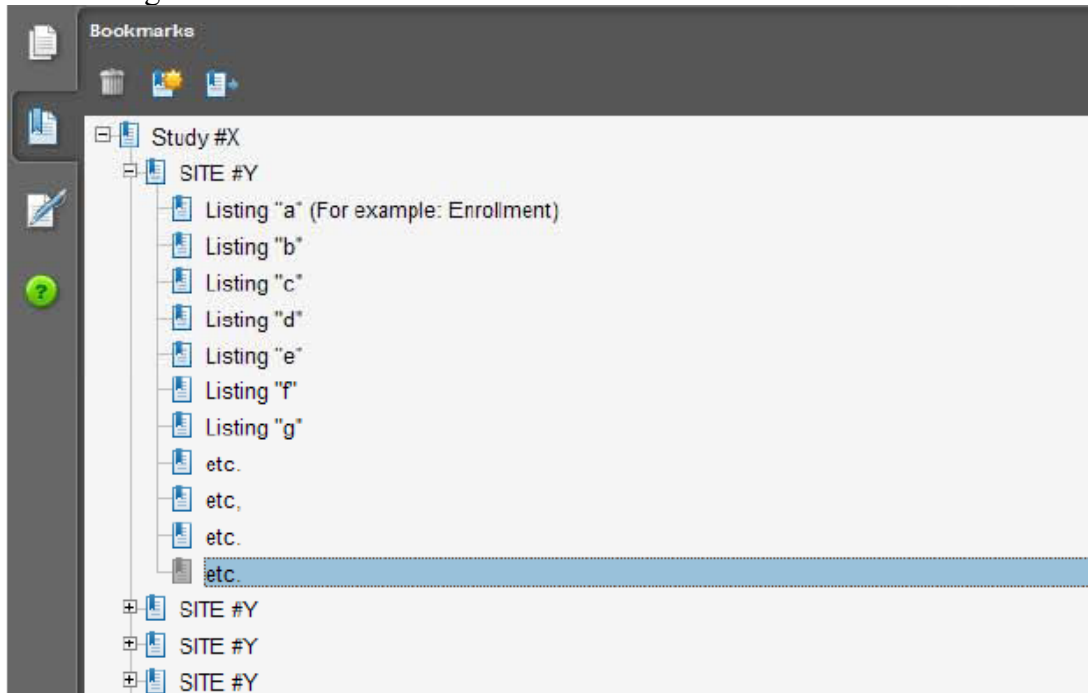 Bookmarks
Study #X
SITE #Y
Listing "a" (For example: Enrollment)
Listing "b"
Listing "c"
Listing "d"
Listing "e"
Listing "f"
Listing "g"
etc.
etc,
etc.
etc.
SITE #Y
SITE #Y
SITE #Y